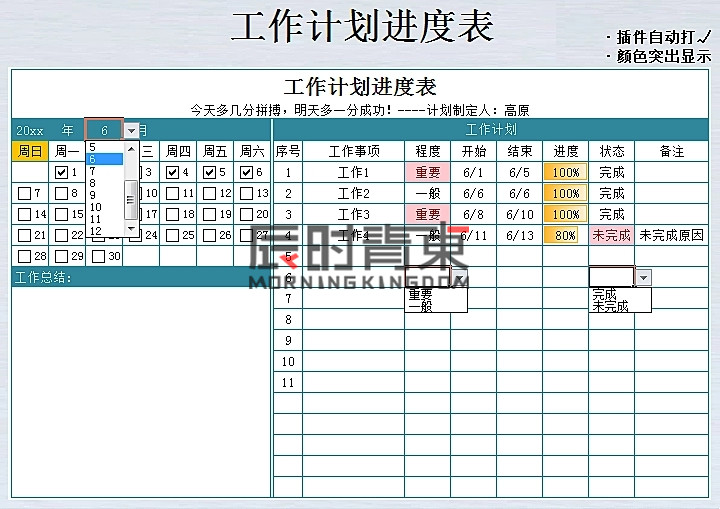 工作计划进度表
·插件自动打√
·颜色突出显示
工作计划进度表
今天多几分拼搏，明天多一分成功！----计划制定人：高原
20xx 年 6 月 工作计划
周日 周一 三 周四 周五 周六 序号 工作事项 程度 开始 结束 进度 状态 备注
1 3 4 5 6 1 工作1 重要 6/1 6/5 100% 完成
7 8 10 11 12 13 2 工作2 一般 6/6 6/6 100% 完成
14 15 17 18 19 20 3 工作3 重要 6/8 6/10 100% 完成
21 22 24 25 26 27 4 工作4 一般 6/11 6/13 80% 未完成 未完成原因
28 29 30 5
5
6
7
8
9
10
11
12
工作总结：
6
7
8
9
10
11
重要
一般
完成
未完成
辰时背束
MORNINGKINGDOM